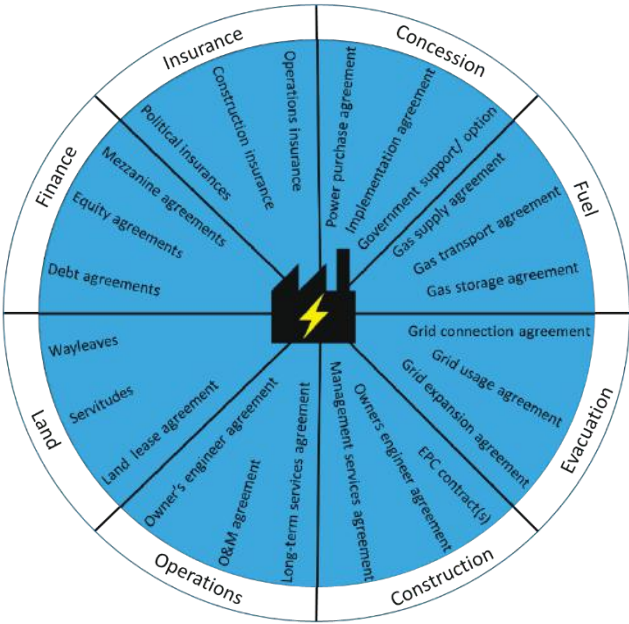 Concession
Power purchase agreement
Implementation agreement
Government support/ option
Fuel
Gas supply agreement
Gas transport agreement
Gas storage agreement
Evacuation
Grid connection agreement
Grid usage agreement
Grid expansion agreement
Construction
EPC contract(s)
Owners engineer agreement
Management services agreement
Operations
Long-term services agreement
O&M agreement
Owner's engineer agreement
Land
Land lease agreement
Servitudes
Wayleaves
Finance
Debt agreements
Equity agreements
Mezzanine agreements
Insurance
Political insurances
Construction insurance
Operations insurance